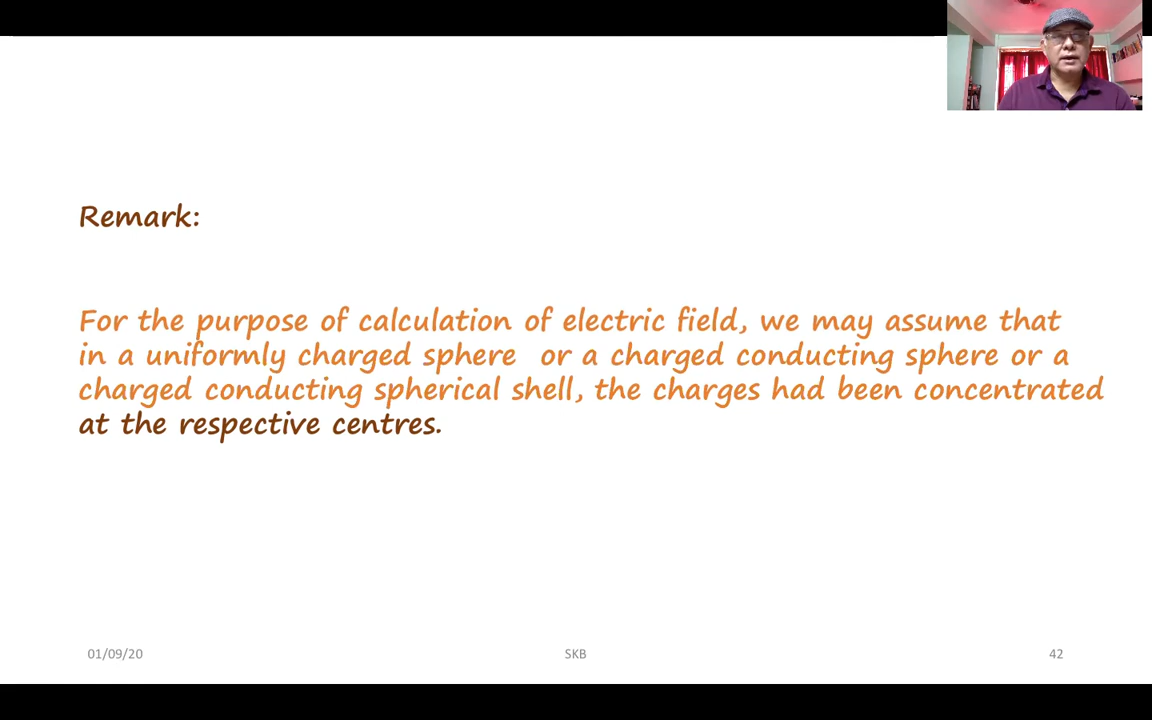 Remark:
For the purpose of calculation of electric field, we may assume that
in a uniformly charged sphere or a charged conducting sphere or a
charged conducting spherical shell, the charges had been concentrated
at the respective centres.
01/09/20
SKB
42